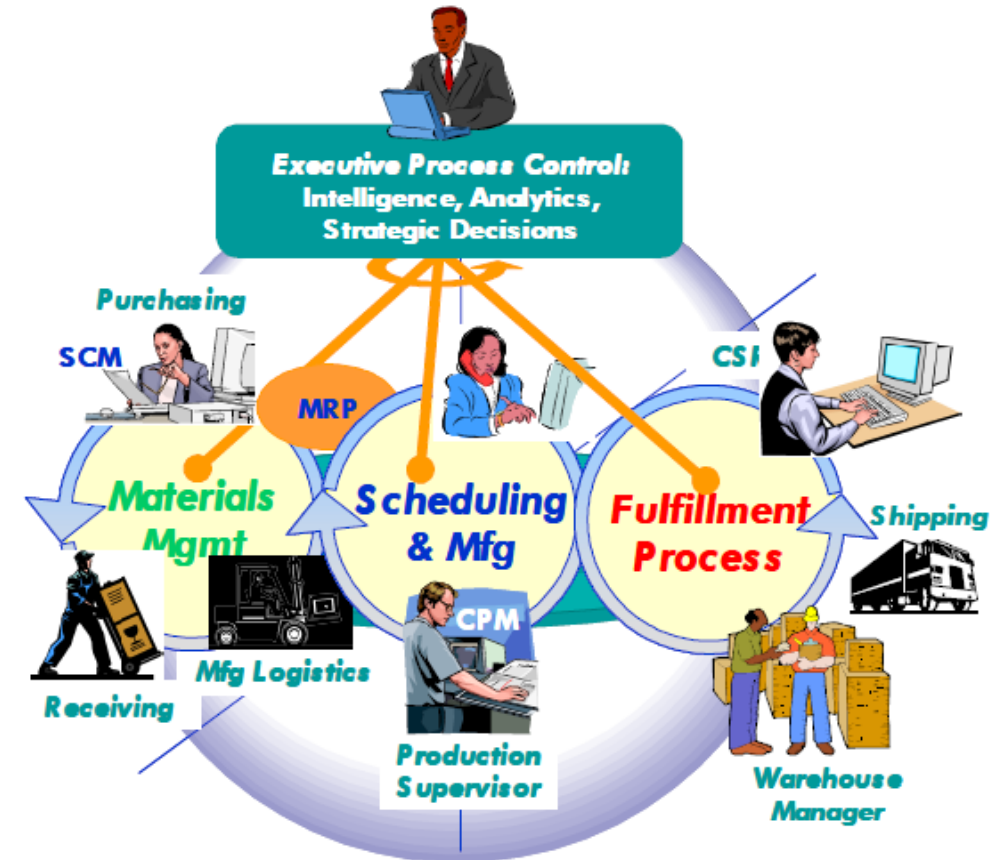 Executive Process Control:
Intelligence, Analytics,
Strategic Decisions
Purchasing
SCM
MRP
Materials
Mgmt
Scheduling
& Mfg
Fulfillment
Process
Shipping
CPM
Mfg Logistics
Receiving
Production
Supervisor
Warehouse
Manager